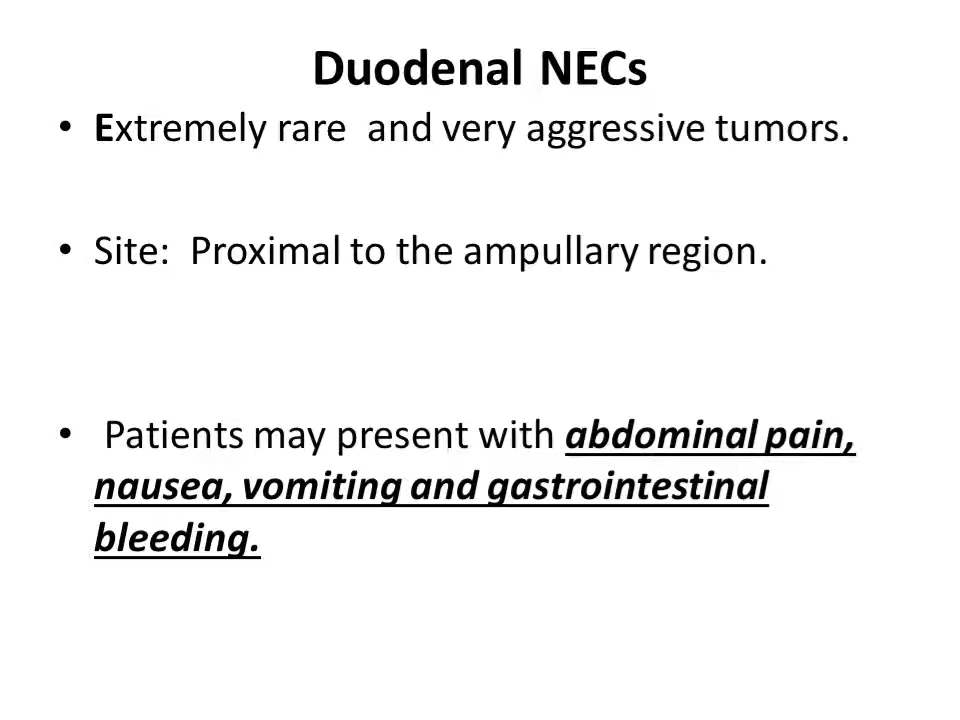 Duodenal NECs
• Extremely rare  and very aggressive tumors.
• Site:  Proximal to the ampullary region.
•  Patients may present with abdominal pain,
nausea, vomiting and gastrointestinal
bleeding.